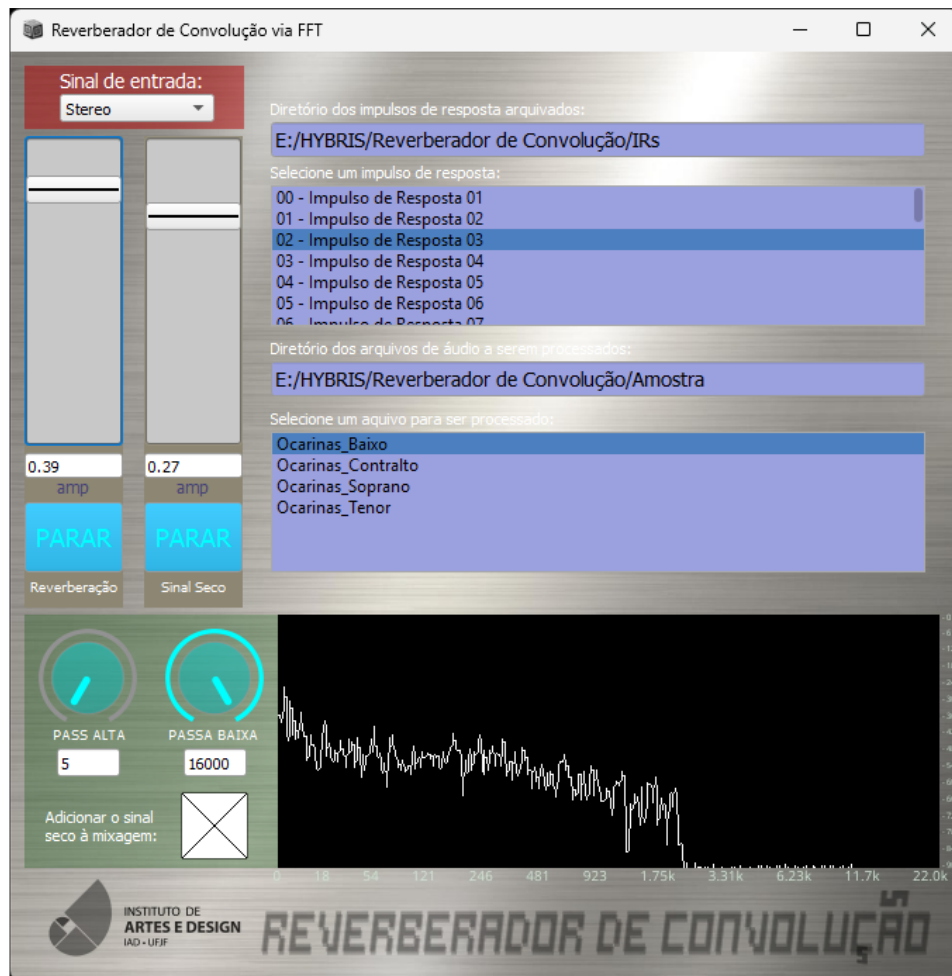 Reverberador de Convolução via FFT
Sinal de entrada:
Stereo
Diretório dos impulsos de resposta arquivados:
E:/HYBRIS/Reverberador de Convolução/IRs
Selecione um impulso de resposta:
00 - Impulso de Resposta 01
01 - Impulso de Resposta 02
02 - Impulso de Resposta 03
03 - Impulso de Resposta 04
04 - Impulso de Resposta 05
05 - Impulso de Resposta 06
06 - Impulso de Resposta 07
Diretório dos arquivos de áudio a serem processados:
E:/HYBRIS/Reverberador de Convolução/Amostra
Selecione um aquivo para ser processado:
Ocarinas_Baixo
Ocarinas_Contralto
Ocarinas_Soprano
Ocarinas_Tenor
0.39 0.27
amp amp
PARAR PARAR
Reverberação Sinal Seco
PASS ALTA PASSA BAIXA
5 16000
Adicionar o sinal
seco à mixagem:
0 18 54 121 246 481 923 1.75k 3.31k 6.23k 11.7k 22.0k
INSTITUTO DE
ARTES E DESIGN
IAD - UFJF
REVERBERADOR DE CONVOLUÇÃO